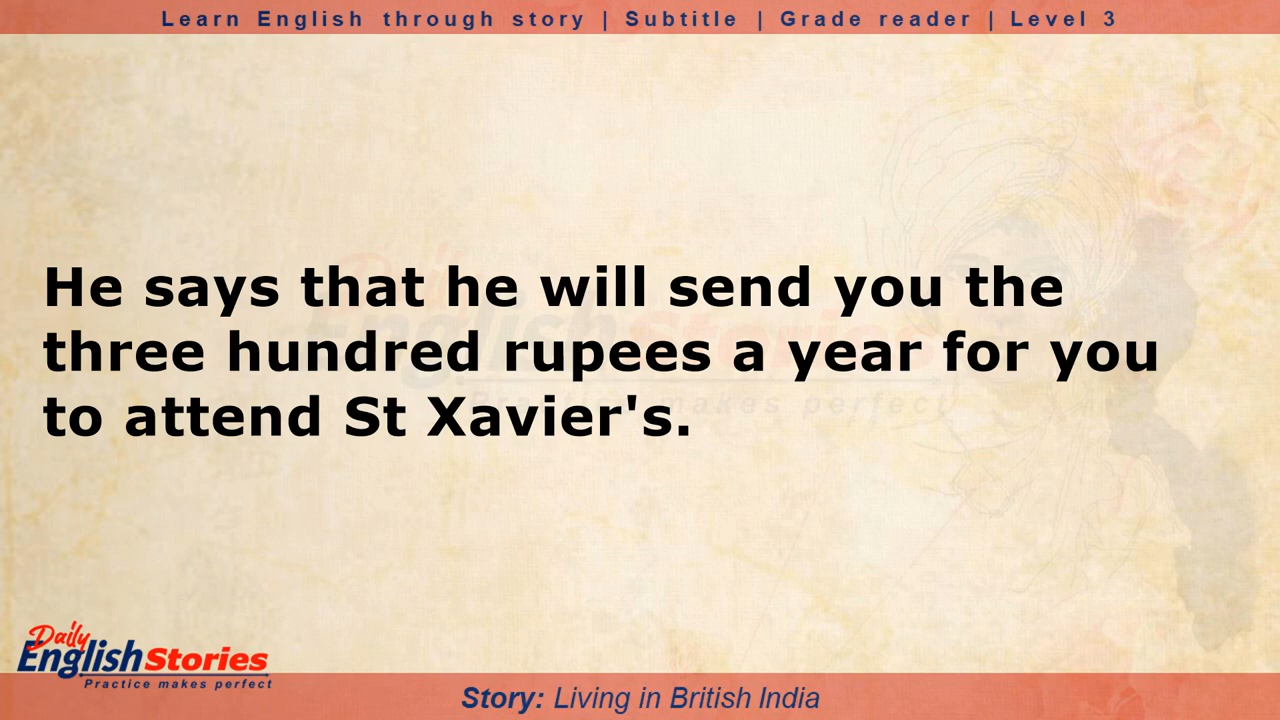 Learn English through story | Subtitle | Grade reader | Level 3
He says that he will send you the
three hundred rupees a year for you
to attend St Xavier's.
Daily
English Stories
Practice makes perfect
Story: Living in British India